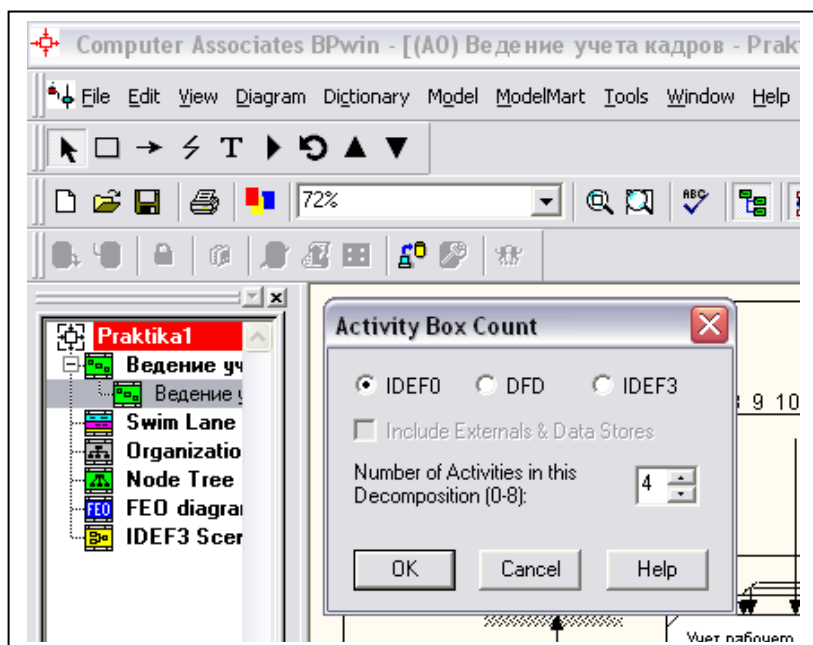 Computer Associates BPwin - [(A0) Ведение учета кадров - Prakt
File Edit View Diagram Dictionary Model ModelMart Tools Window Help
T
72%
ABC
Praktika1
Ведение уч
Ведение у
Swim Lane
Organizatio
Node Tree
FEO diagra
IDEF3 Scer
Activity Box Count
IDEF0 DFD IDEF3
Include Externals & Data Stores
Number of Activities in this
Decomposition (0-8):
4
OK Cancel Help
9 10
Учет рабочего